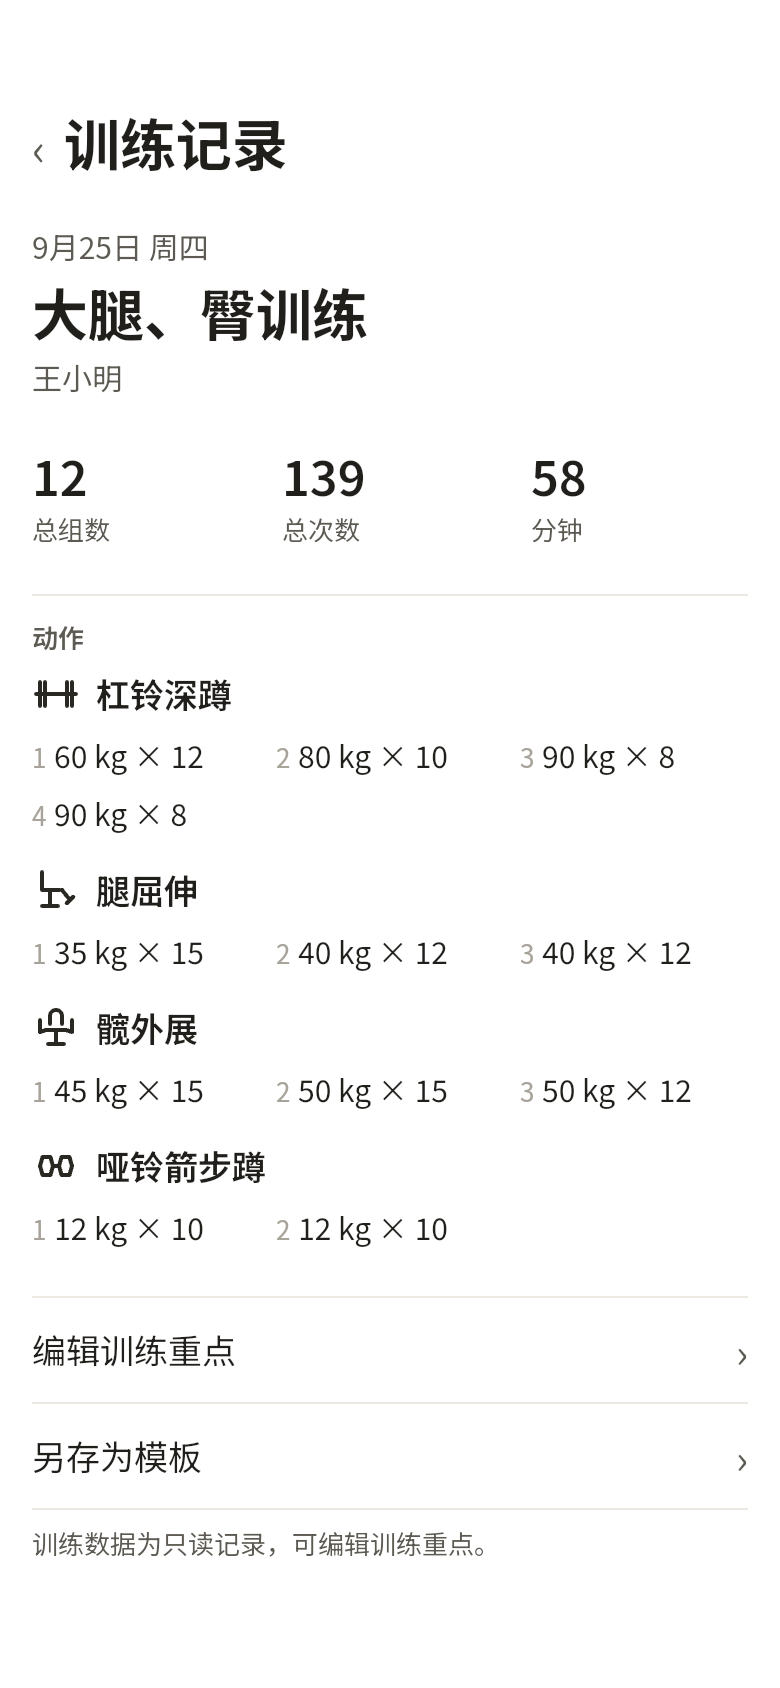 ‹ 训练记录
9月25日 周四
大腿、臀训练
王小明
12 139 58
总组数 总次数 分钟
动作
杠铃深蹲
1 60 kg × 12 2 80 kg × 10 3 90 kg × 8
4 90 kg × 8
腿屈伸
1 35 kg × 15 2 40 kg × 12 3 40 kg × 12
髋外展
1 45 kg × 15 2 50 kg × 15 3 50 kg × 12
哑铃箭步蹲
1 12 kg × 10 2 12 kg × 10
编辑训练重点 ›
另存为模板 ›
训练数据为只读记录，可编辑训练重点。